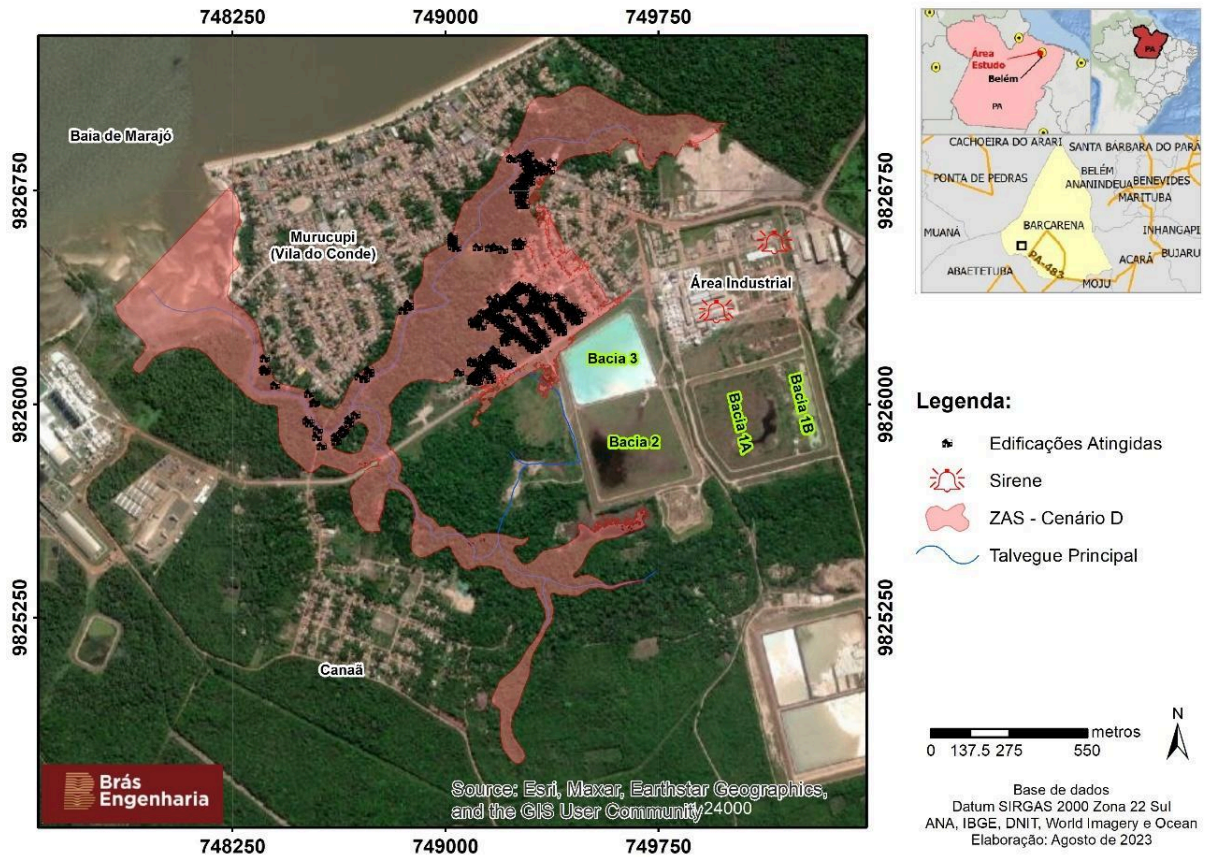 748250 749000 749750
9826750
9826000
9825250
9826750
9826000
9825250
748250 749000 749750
Baia de Marajó
Murucupi
(Vila do Conde)
Área Industrial
Bacia 3
Bacia 2
Bacia 1A
Bacia 1B
Canaã
Brás
Engenharia
Source: Esri, Maxar, Earthstar Geographics,
and the GIS User Community
24000
Área
Estudo
Belém
PA
PA
CACHOEIRA DO ARARI
SANTA BÁRBARA DO PARÁ
PONTA DE PEDRAS
BELÉM
ANANINDEUA
BENEVIDES
MARITUBA
MUANÁ
BARCARENA
INHANGAPI
PA-483
ACARÁ
BUJARU
ABAETETUBA
MOJU
Legenda:
Edificações Atingidas
Sirene
ZAS - Cenário D
Talvegue Principal
metros
0 137.5 275 550
N
Base de dados
Datum SIRGAS 2000 Zona 22 Sul
ANA, IBGE, DNIT, World Imagery e Ocean
Elaboração: Agosto de 2023